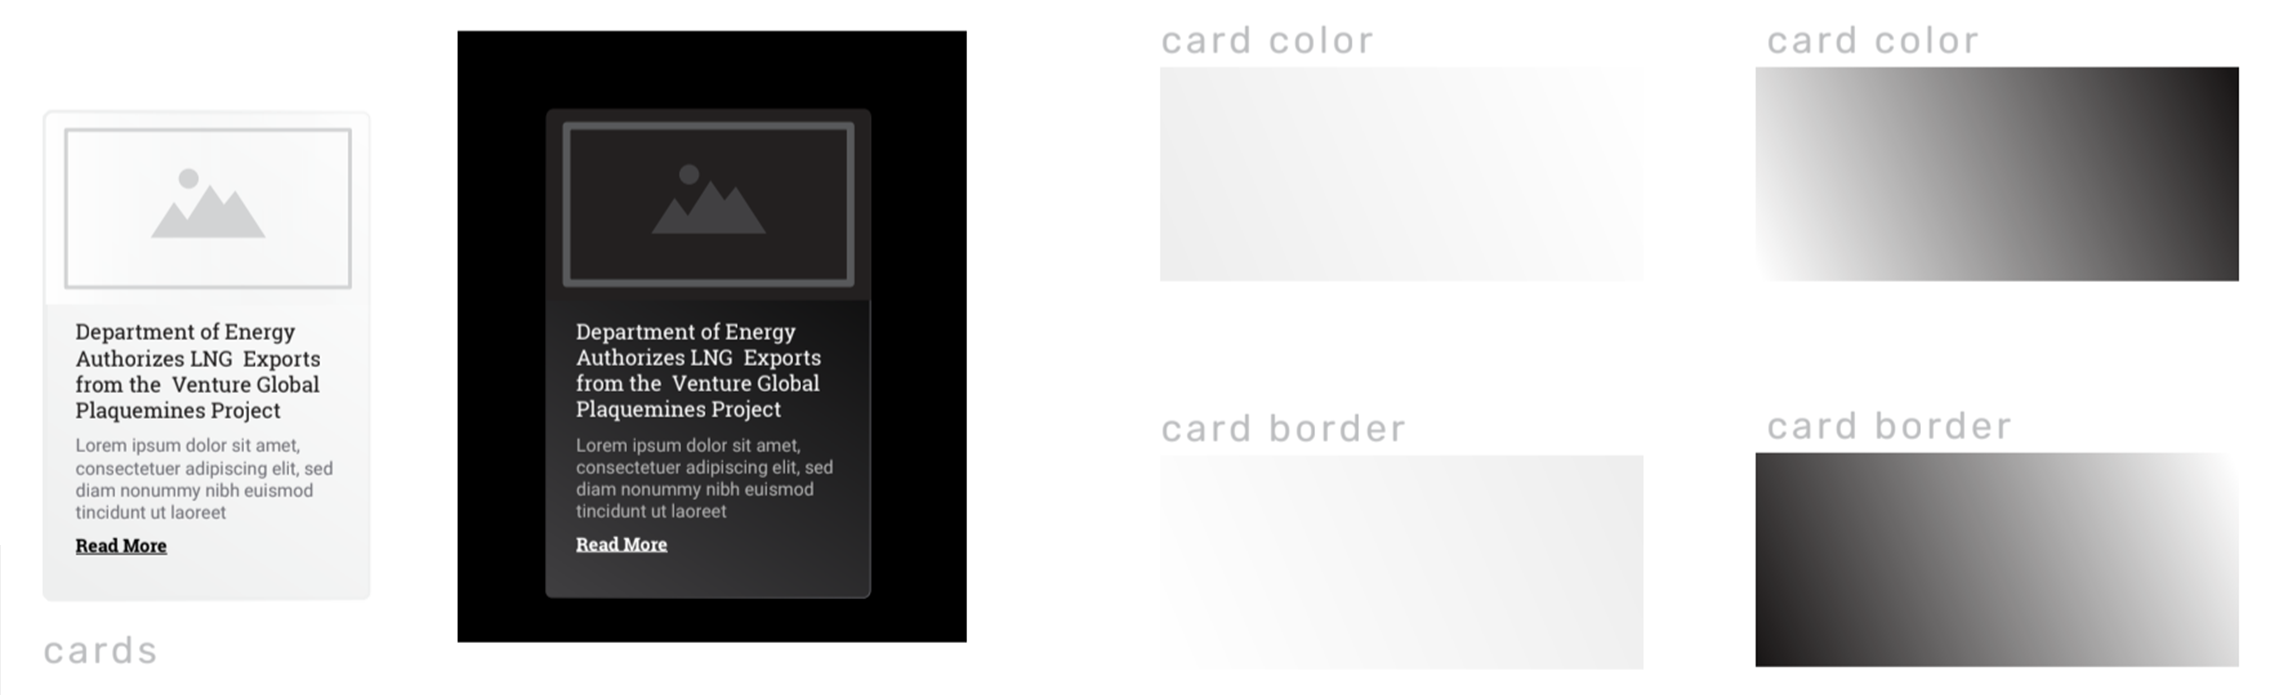 Department of Energy
Authorizes LNG  Exports
from the  Venture Global
Plaquemines Project
Lorem ipsum dolor sit amet,
consectetuer adipiscing elit, sed
diam nonummy nibh euismod
tincidunt ut laoreet
Read More
cards
Department of Energy
Authorizes LNG  Exports
from the  Venture Global
Plaquemines Project
Lorem ipsum dolor sit amet,
consectetuer adipiscing elit, sed
diam nonummy nibh euismod
tincidunt ut laoreet
Read More
card color
card border
card color
card border